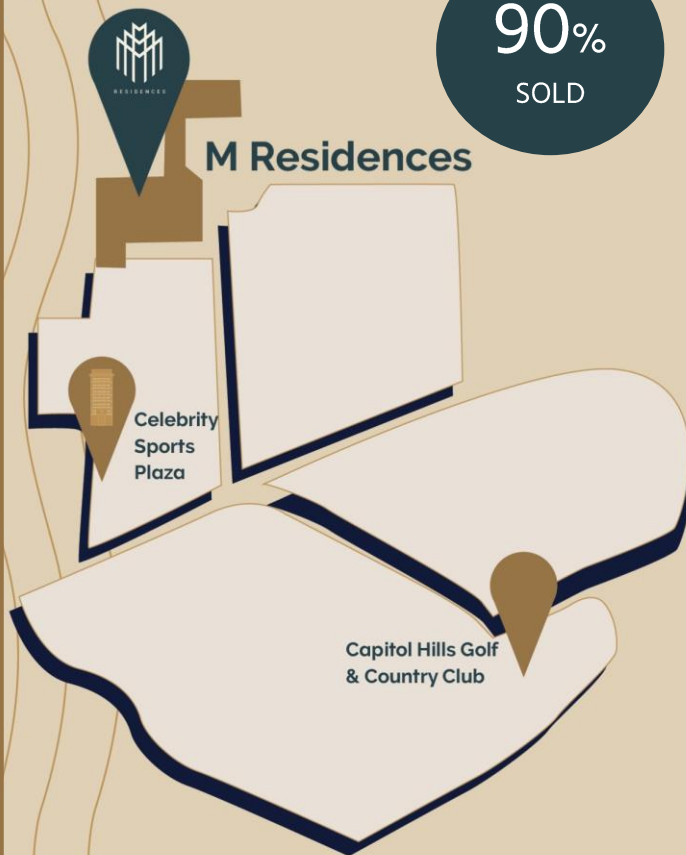 90%
SOLD
RESIDENCES
M Residences
Celebrity
Sports
Plaza
Capitol Hills Golf
& Country Club